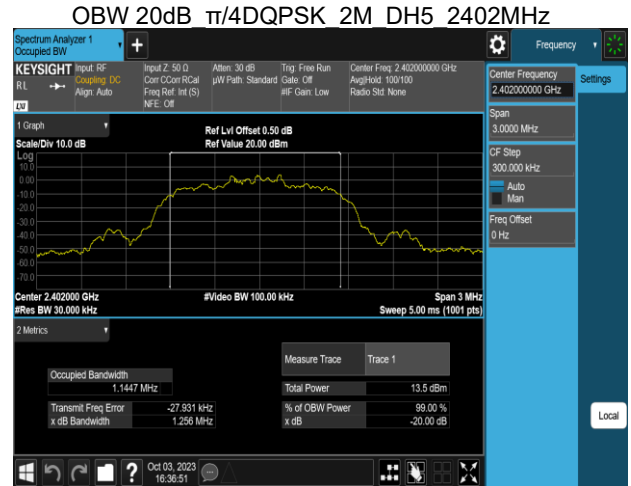 OBW 20dB_π/4DQPSK_2M_DH5_2402MHz
Spectrum Analyzer 1
Occupied BW
Frequency
KEYSIGHT
RL
LXI
Input: RF
Coupling: DC
Align: Auto
Input Z: 50 Ω
Corr CCorr RCal
Freq Ref: Int (S)
NFE: Off
Atten: 30 dB
µW Path: Standard
Trig: Free Run
Gate: Off
#IF Gain: Low
Center Freq: 2.402000000 GHz
Avg|Hold: 100/100
Radio Std: None
Center Frequency
2.402000000 GHz
Settings
Span
3.0000 MHz
CF Step
300.000 kHz
Auto
Man
Freq Offset
0 Hz
Local
1 Graph
Scale/Div 10.0 dB
Ref Lvl Offset 0.50 dB
Ref Value 20.00 dBm
Log
10.0
0.00
-10.0
-20.0
-30.0
-40.0
-50.0
-60.0
-70.0
Center 2.402000 GHz
#Res BW 30.000 kHz
#Video BW 100.00 kHz
Span 3 MHz
Sweep 5.00 ms (1001 pts)
2 Metrics
Measure Trace Trace 1
Occupied Bandwidth
1.1447 MHz
Total Power 13.5 dBm
Transmit Freq Error -27.931 kHz
% of OBW Power 99.00 %
x dB Bandwidth 1.256 MHz
x dB -20.00 dB
Oct 03, 2023
16:36:51